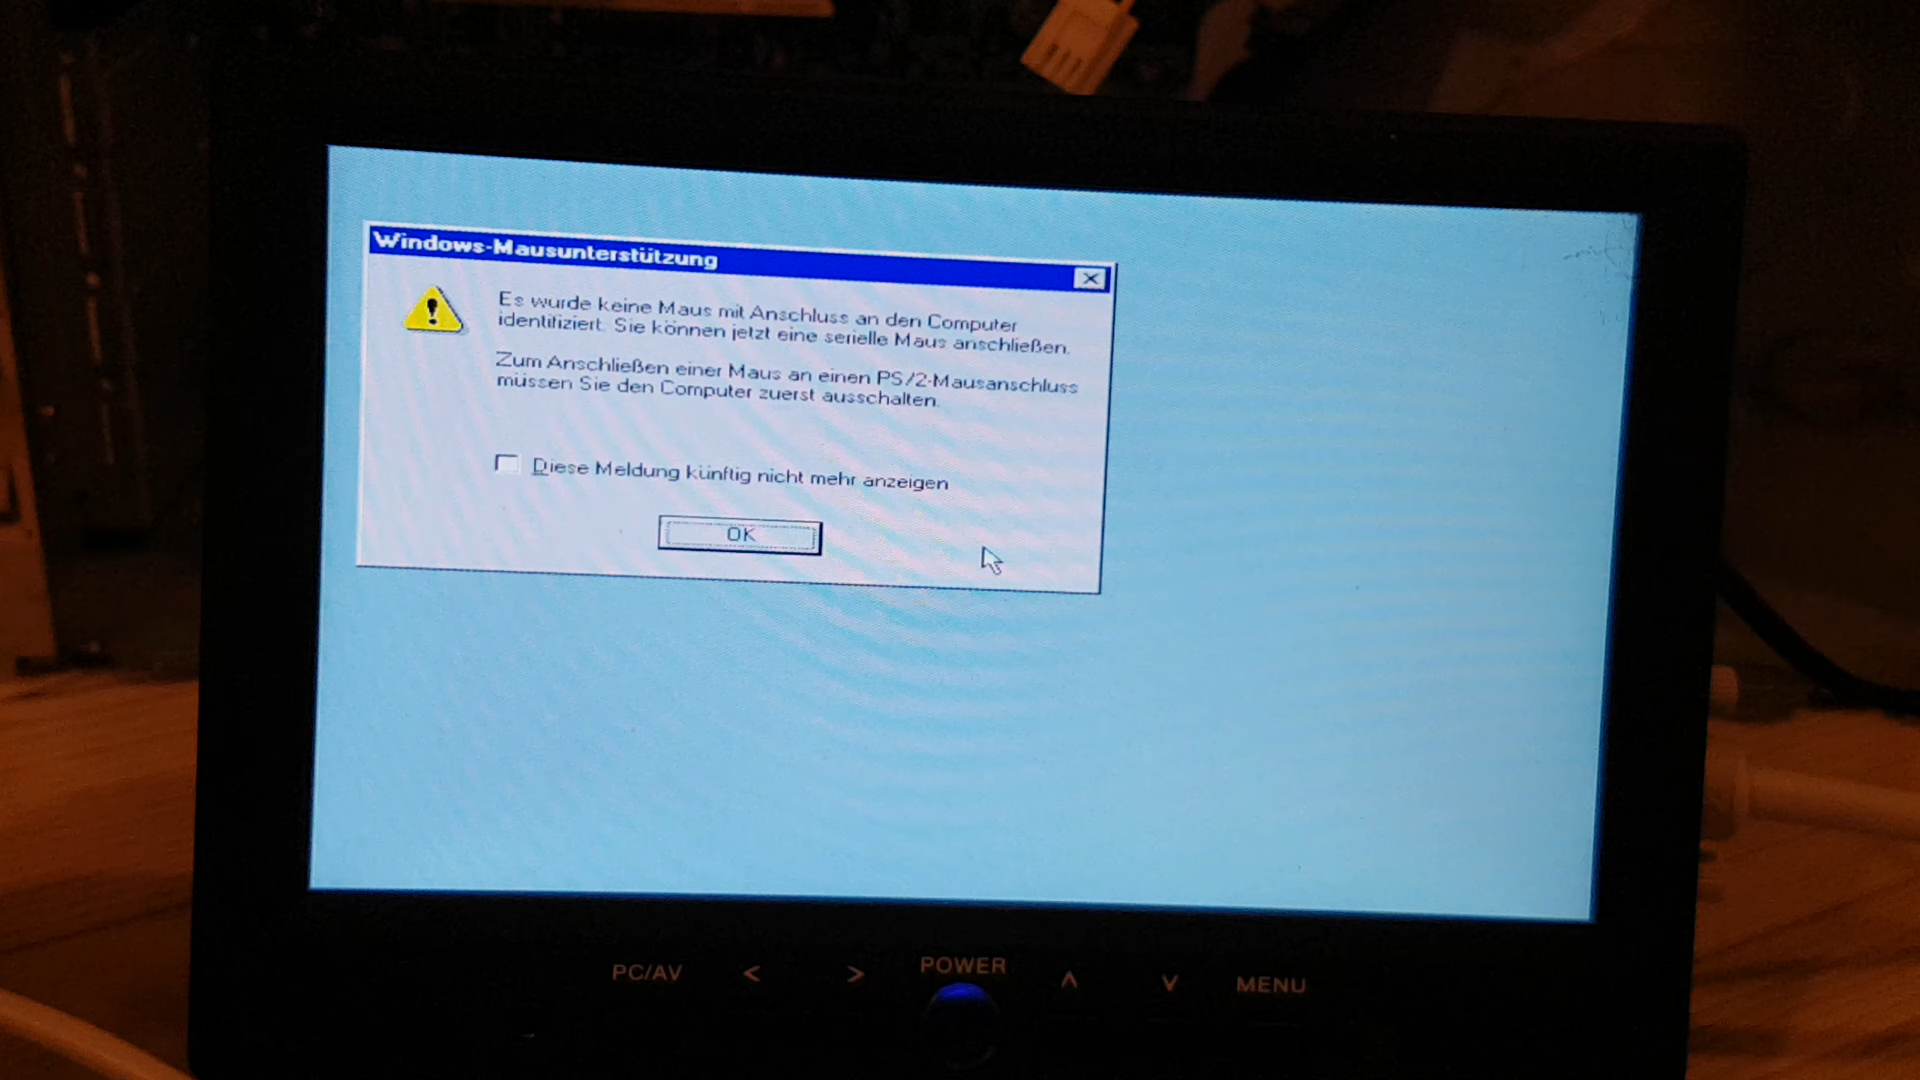 Windows-Mausunterstützung
Es wurde keine Maus mit Anschluss an den Computer
identifiziert. Sie können jetzt eine serielle Maus anschließen.
Zum Anschließen einer Maus an einen PS/2-Mausanschluss
müssen Sie den Computer zuerst ausschalten.
Diese Meldung künftig nicht mehr anzeigen
OK
PC/AV < > POWER ∧ ∨ MENU